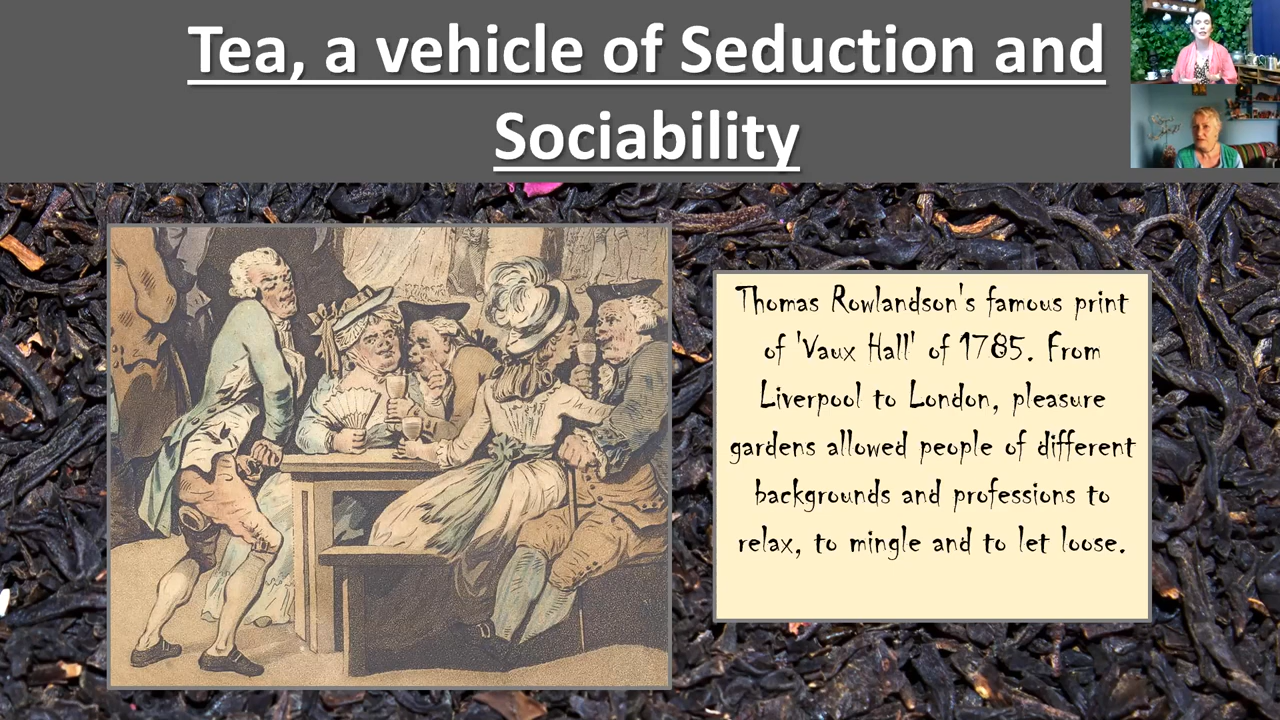 Tea, a vehicle of Seduction and
Sociability
Thomas Rowlandson's famous print
of 'Vaux Hall' of 1785. From
Liverpool to London, pleasure
gardens allowed people of different
backgrounds and professions to
relax, to mingle and to let loose.